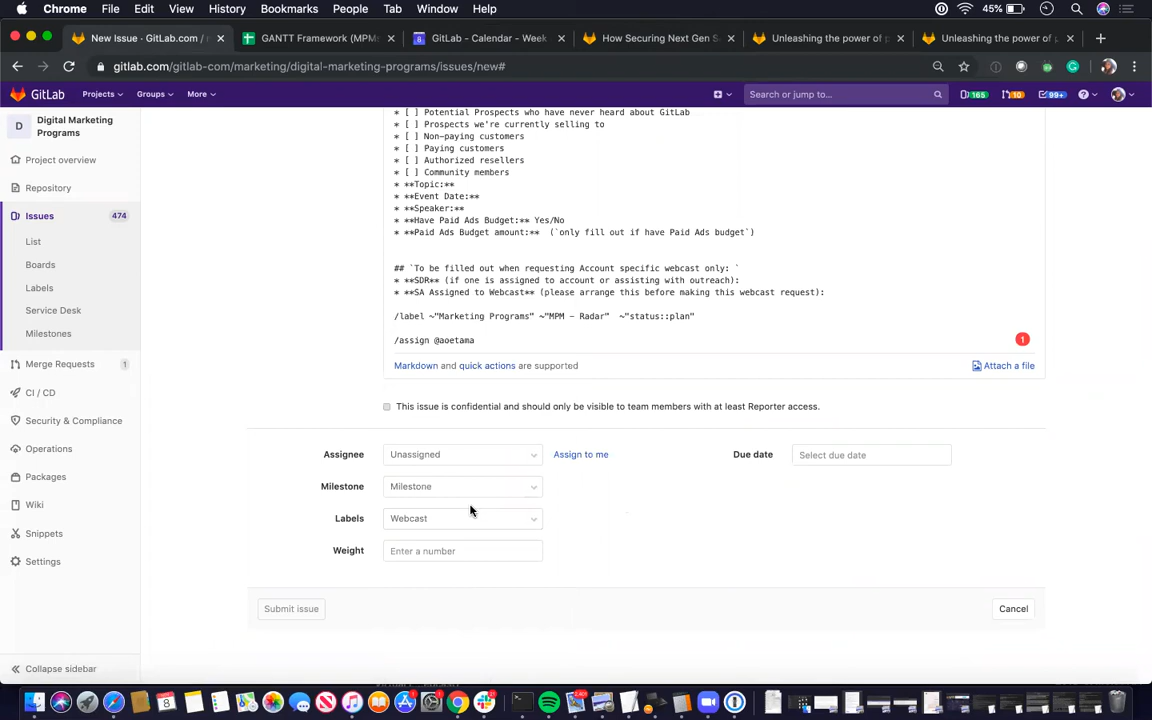 Chrome File Edit View History Bookmarks People Tab Window Help 45%
New Issue · GitLab.com /
GANTT Framework (MPM
GitLab - Calendar - Week
How Securing Next Gen S
Unleashing the power of p
Unleashing the power of p
gitlab.com/gitlab-com/marketing/digital-marketing-programs/issues/new#
GitLab Projects Groups More Search or jump to... 165 10 99+
D Digital Marketing Programs
Project overview
Repository
Issues 474
List
Boards
Labels
Service Desk
Milestones
Merge Requests 1
CI / CD
Security & Compliance
Operations
Packages
Wiki
Snippets
Settings
Collapse sidebar
* [ ] Potential Prospects who have never heard about GitLab
* [ ] Prospects we're currently selling to
* [ ] Non-paying customers
* [ ] Paying customers
* [ ] Authorized resellers
* [ ] Community members
* **Topic:**
* **Event Date:**
* **Speaker:**
* **Have Paid Ads Budget:** Yes/No
* **Paid Ads Budget amount:**  (`only fill out if have Paid Ads budget`)
## `To be filled out when requesting Account specific webcast only: `
* **SDR** (if one is assigned to account or assisting with outreach):
* **SA Assigned to Webcast** (please arrange this before making this webcast request):
/label ~"Marketing Programs" ~"MPM - Radar"  ~"status::plan"
/assign @aoetama
1
Markdown and quick actions are supported
Attach a file
This issue is confidential and should only be visible to team members with at least Reporter access.
Assignee Unassigned Assign to me
Due date Select due date
Milestone Milestone
Labels Webcast
Weight Enter a number
Submit issue
Cancel